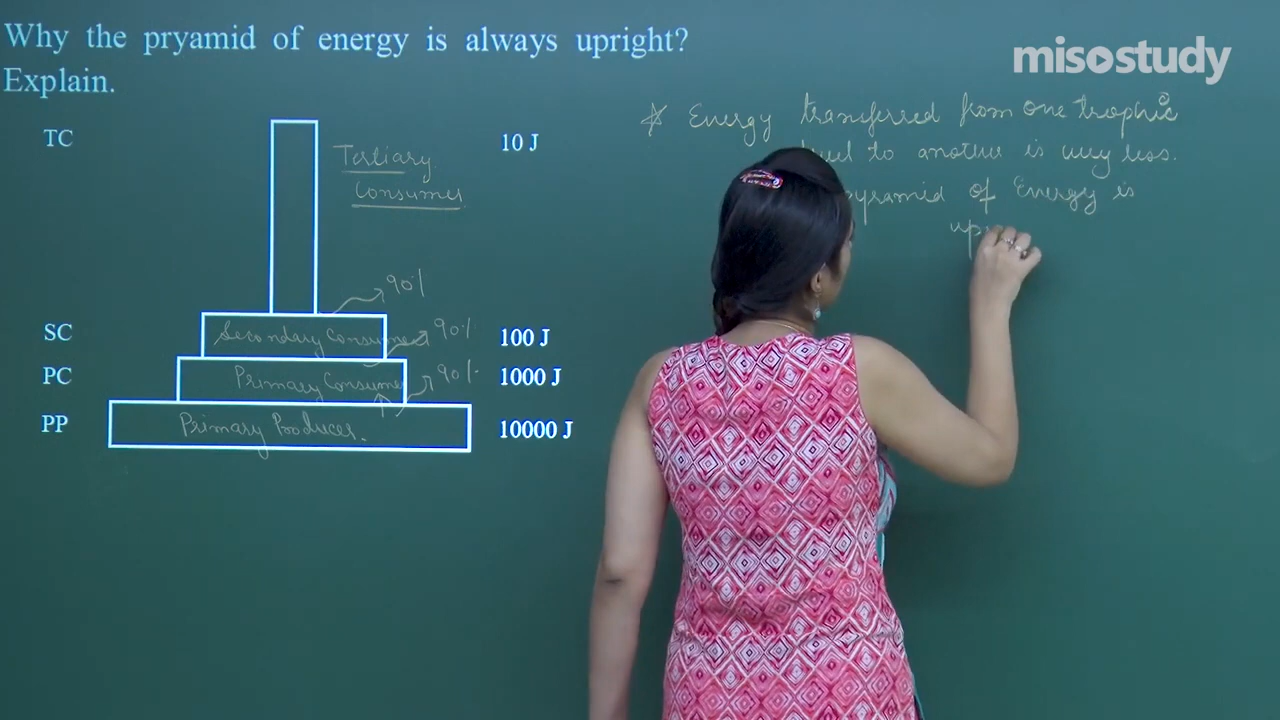 Why the pryamid of energy is always upright?
Explain.
misostudy
TC
10 J
Tertiary
Consumer
90%
SC
Secondary Consumer
90%
100 J
PC
Primary Consumer
90%
1000 J
PP
Primary Producer.
10000 J
* Energy transferred from one trophic
level to another is very less.
pyramid of Energy is
up